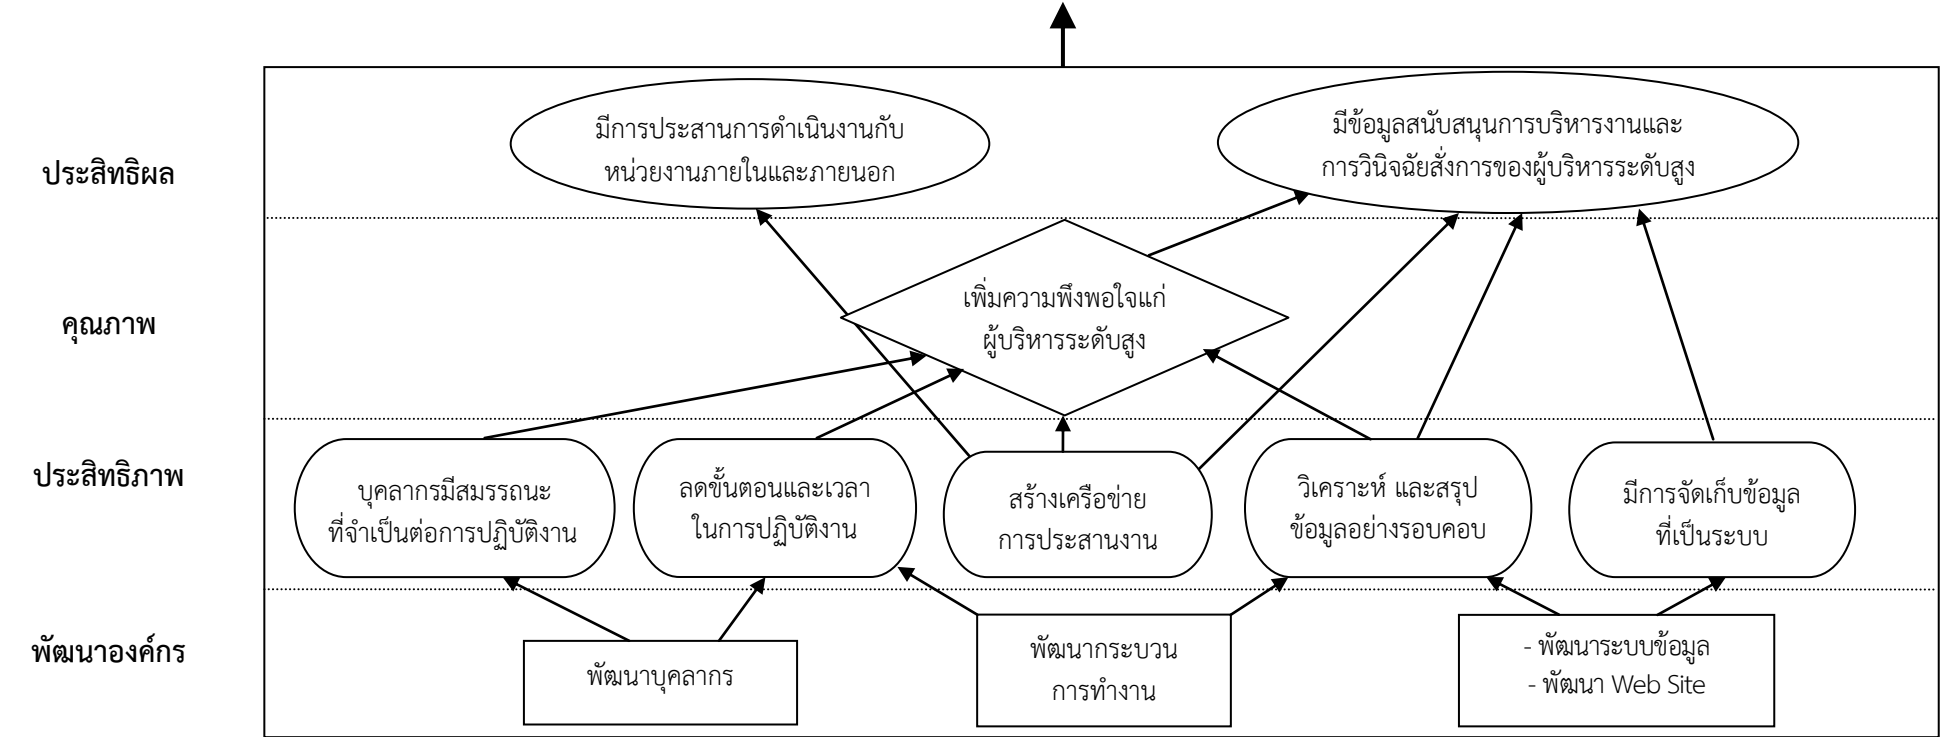 ประสิทธิผล
มีการประสานการดำเนินงานกับ
หน่วยงานภายในและภายนอก
มีข้อมูลสนับสนุนการบริหารงานและ
การวินิจฉัยสั่งการของผู้บริหารระดับสูง
คุณภาพ
เพิ่มความพึงพอใจแก่
ผู้บริหารระดับสูง
ประสิทธิภาพ
บุคลากรมีสมรรถนะ
ที่จำเป็นต่อการปฏิบัติงาน
ลดขั้นตอนและเวลา
ในการปฏิบัติงาน
สร้างเครือข่าย
การประสานงาน
วิเคราะห์ และสรุป
ข้อมูลอย่างรอบคอบ
มีการจัดเก็บข้อมูล
ที่เป็นระบบ
พัฒนาองค์กร
พัฒนาบุคลากร
พัฒนากระบวน
การทำงาน
- พัฒนาระบบข้อมูล
- พัฒนา Web Site